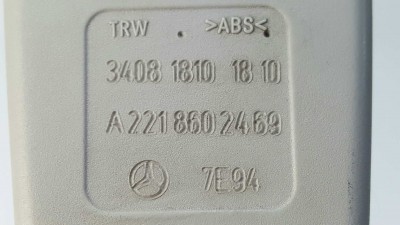 TRW >ABS<
3408 1810 18 10
A 221 860 24 69
7E94